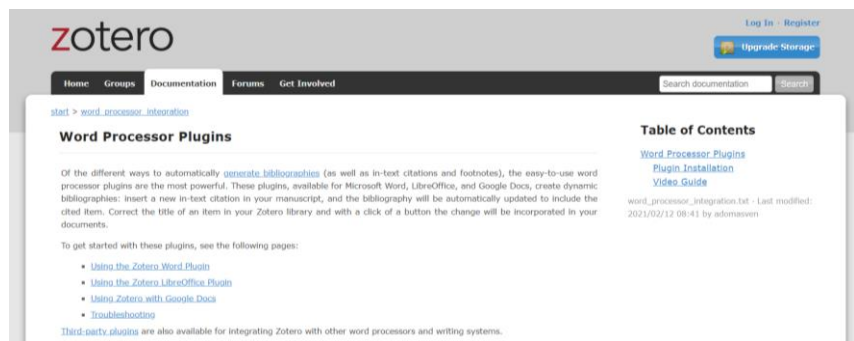 zotero
Log In · Register
Upgrade Storage
Home Groups Documentation Forums Get Involved
Search documentation Search
start > word_processor_integration
Word Processor Plugins
Of the different ways to automatically generate bibliographies (as well as in-text citations and footnotes), the easy-to-use word
processor plugins are the most powerful. These plugins, available for Microsoft Word, LibreOffice, and Google Docs, create dynamic
bibliographies: insert a new in-text citation in your manuscript, and the bibliography will be automatically updated to include the
cited item. Correct the title of an item in your Zotero library and with a click of a button the change will be incorporated in your
documents.
To get started with these plugins, see the following pages:
Using the Zotero Word Plugin
Using the Zotero LibreOffice Plugin
Using Zotero with Google Docs
Troubleshooting
Third-party plugins are also available for integrating Zotero with other word processors and writing systems.
Table of Contents
Word Processor Plugins
Plugin Installation
Video Guide
word_processor_integration.txt · Last modified:
2021/02/12 08:41 by adomasven